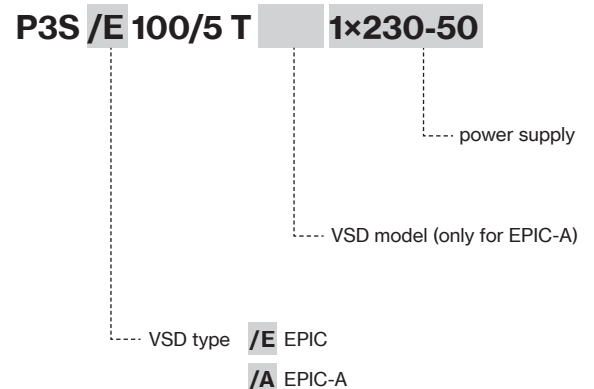 P3S /E 100/5 T 1×230-50
power supply
VSD model (only for EPIC-A)
VSD type /E EPIC
/A EPIC-A